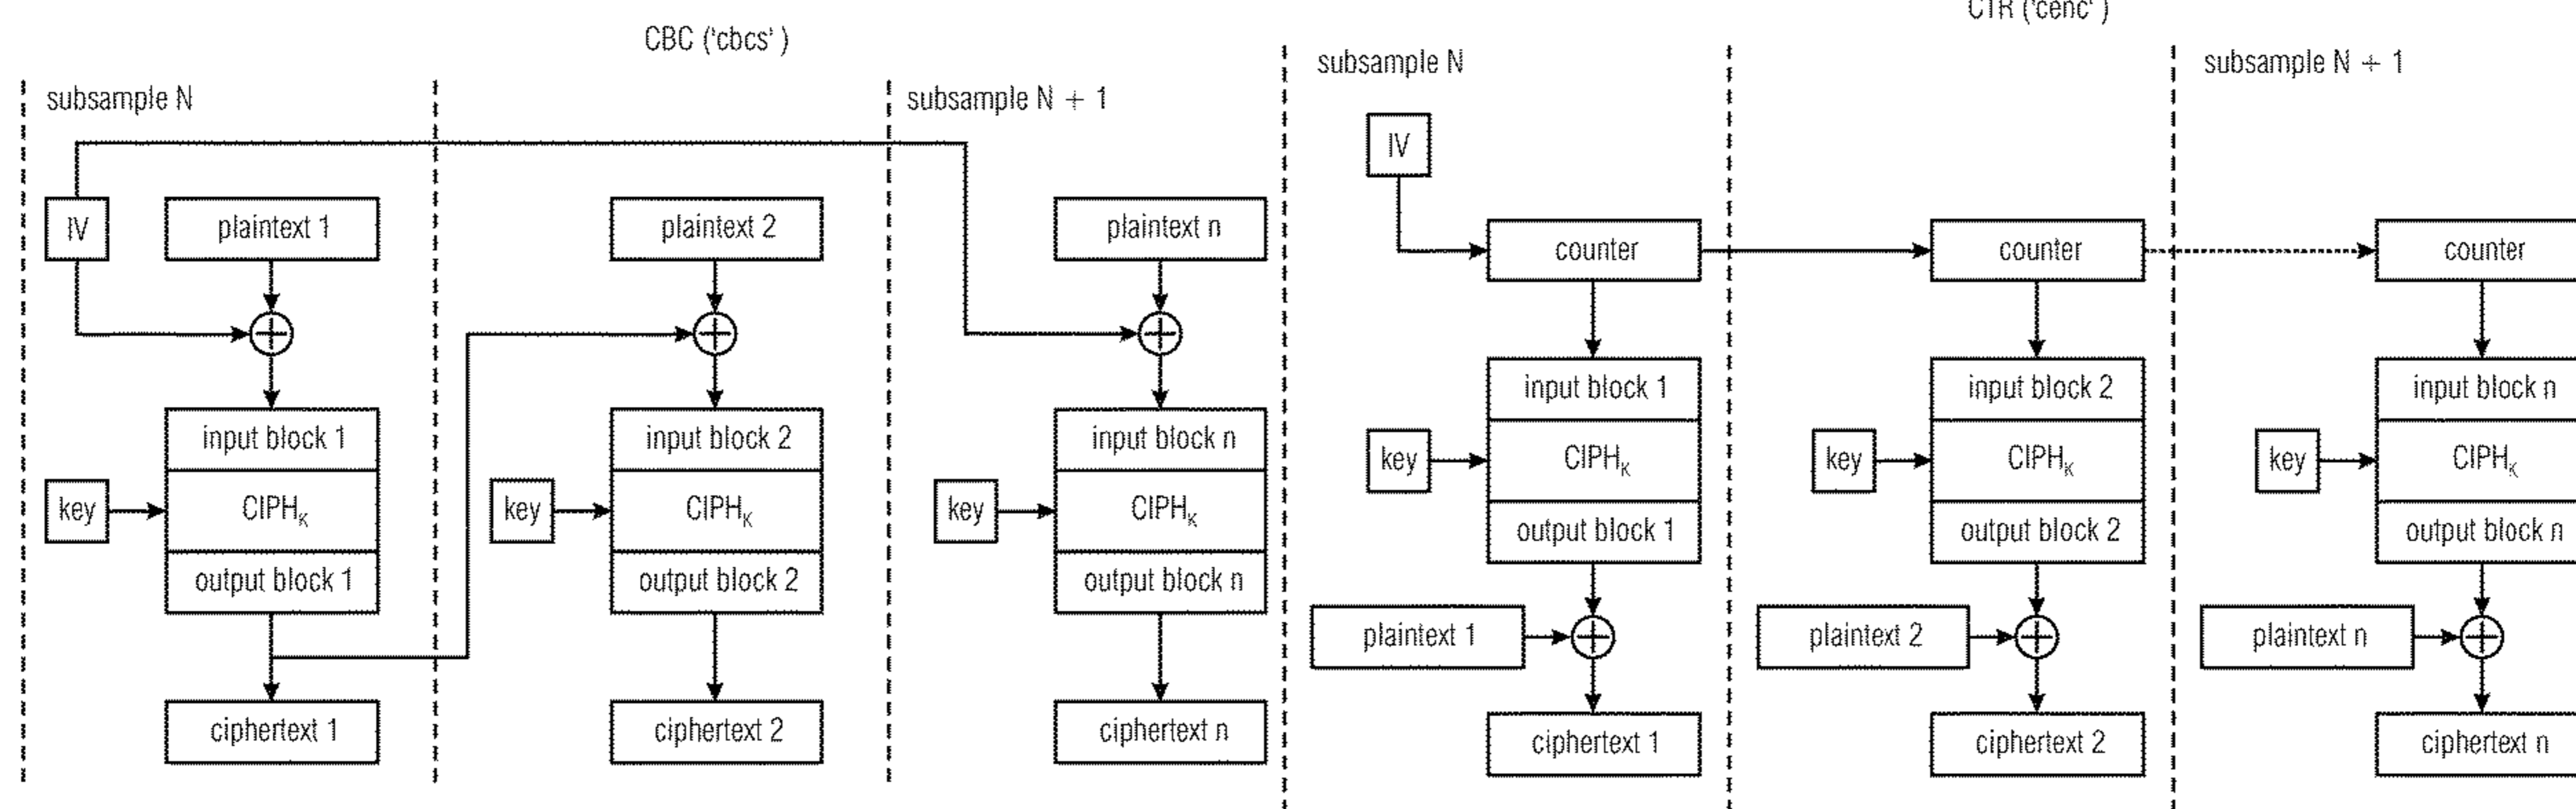 CBC ('cbcs' )
subsample N
subsample N + 1
IV
plaintext 1
plaintext 2
plaintext n
input block 1
input block 2
input block n
key
CIPHK
key
CIPHK
key
CIPHK
output block 1
output block 2
output block n
ciphertext 1
ciphertext 2
ciphertext n
CTR ('cenc' )
subsample N
subsample N + 1
IV
counter
counter
counter
input block 1
input block 2
input block n
key
CIPHK
key
CIPHK
key
CIPHK
output block 1
output block 2
output block n
plaintext 1
plaintext 2
plaintext n
ciphertext 1
ciphertext 2
ciphertext n